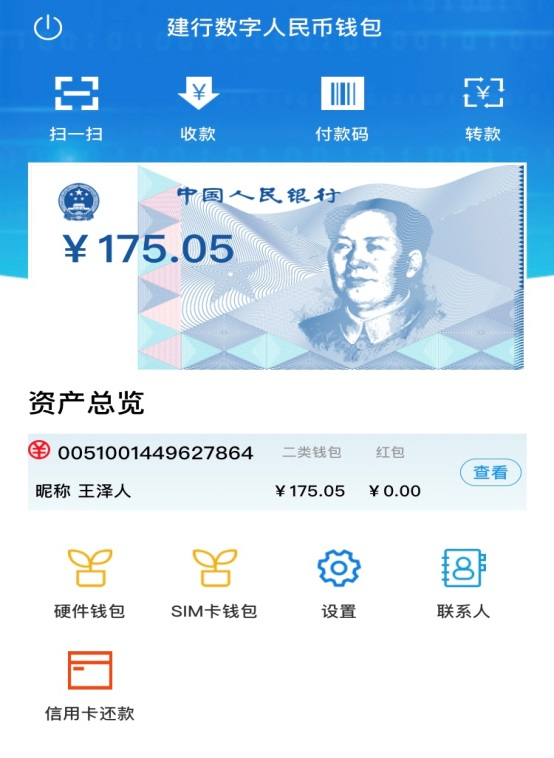 建行数字人民币钱包
扫一扫 收款 付款码 转款
中国人民银行
¥ 175.05
资产总览
0051001449627864 二类钱包 红包
查看
昵称 王泽人 ¥175.05 ¥0.00
硬件钱包 SIM卡钱包 设置 联系人
信用卡还款